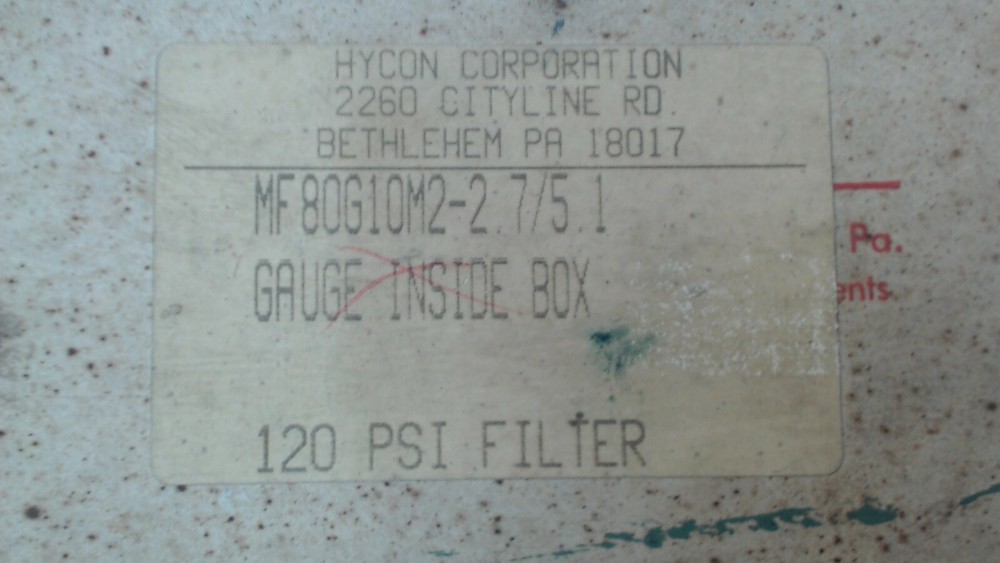 HYCON CORPORATION
2260 CITYLINE RD.
BETHLEHEM PA 18017
MF80G10M2-2.7/5.1
Pa.
GAUGE INSIDE BOX
ents
120 PSI FILTER